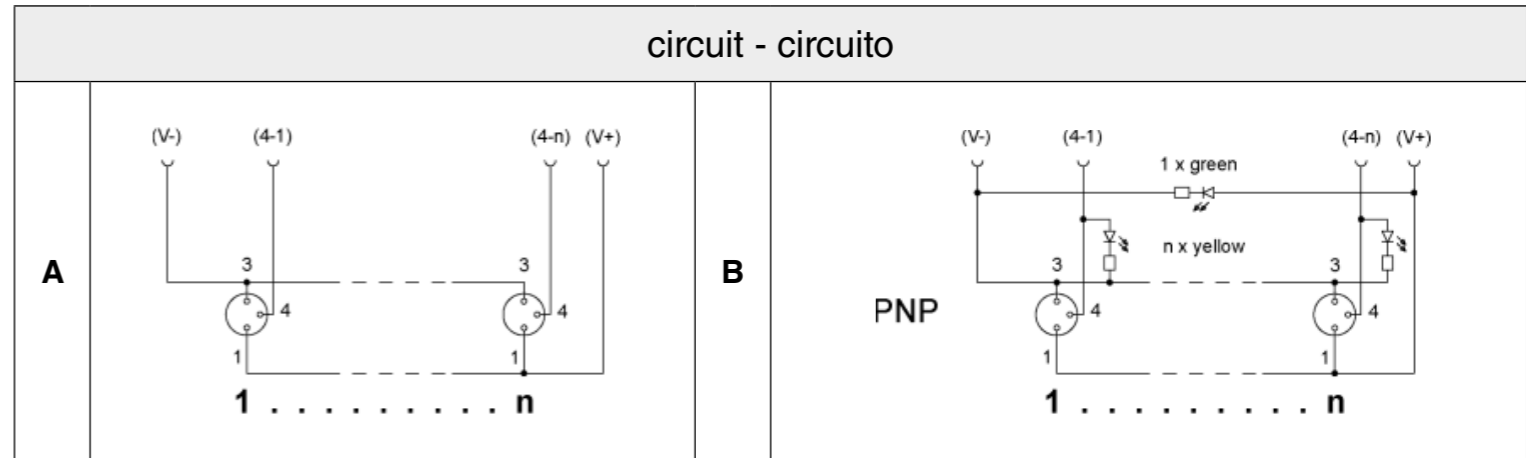 circuit - circuito
A
(V-) (4-1) (4-n) (V+)
3 3
4 4
1 1
1 . . . . . . . . . n
B
(V-) (4-1) (4-n) (V+)
1 x green
n x yellow
3 3
PNP
4 4
1 1
1 . . . . . . . . . n